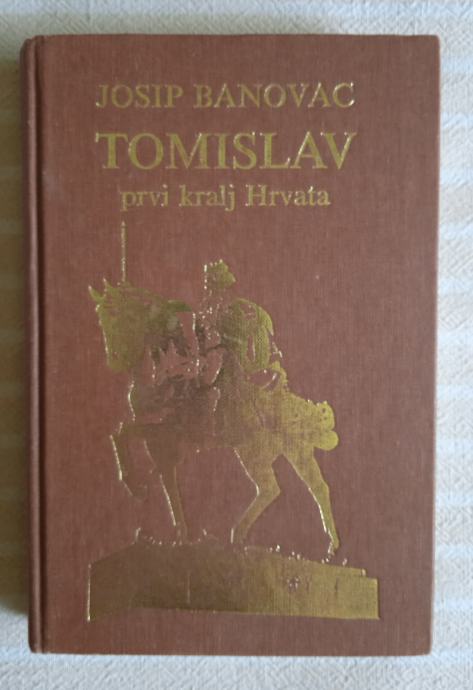 JOSIP BANOVAC
TOMISLAV
prvi kralj Hrvata